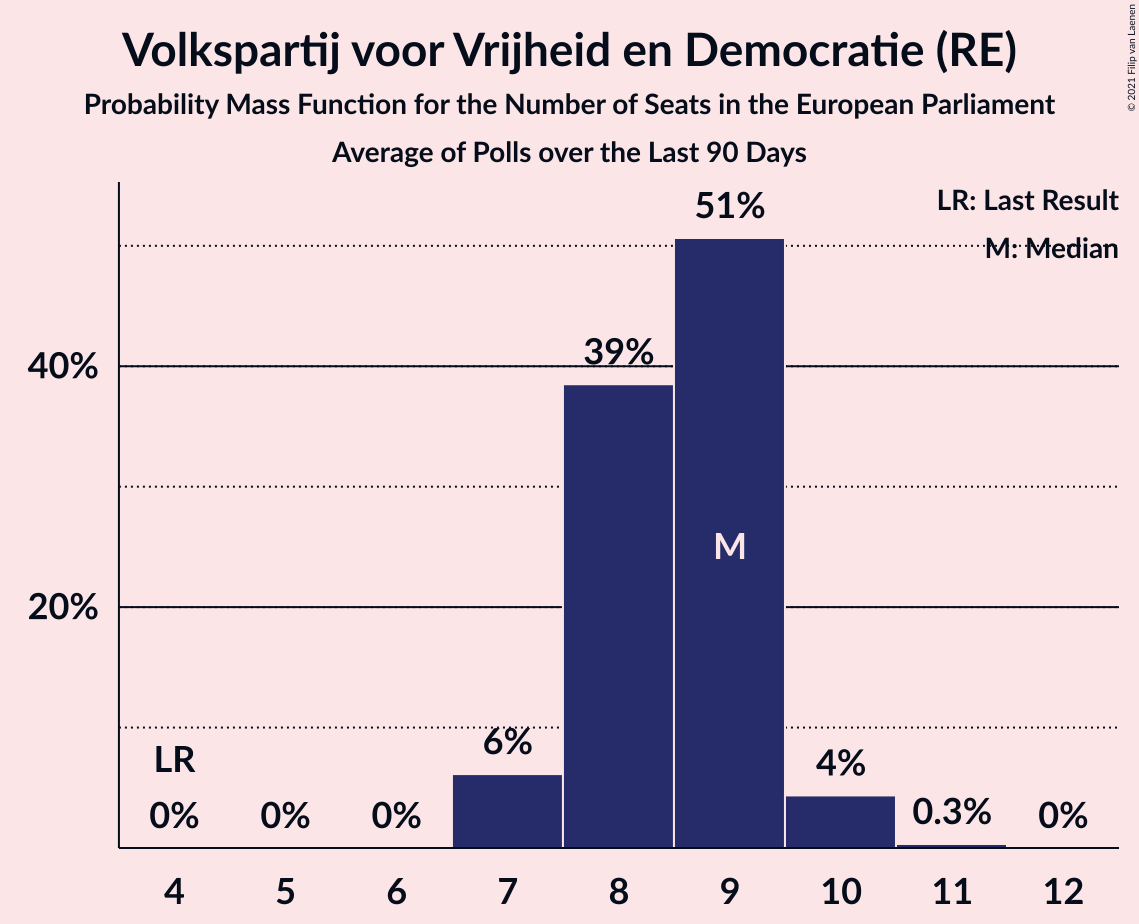 Volkspartij voor Vrijheid en Democratie (RE)
Probability Mass Function for the Number of Seats in the European Parliament
Average of Polls over the Last 90 Days
© 2021 Filip van Laenen
LR: Last Result
M: Median
51%
39%
40%
M
20%
6%
LR
4%
0%
0%
0%
0.3%
0%
4
5
6
7
8
9
10
11
12